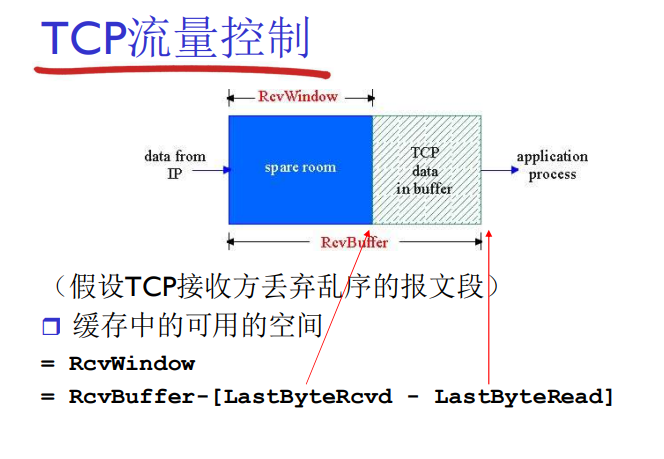 TCP流量控制
RcvWindow
data from
IP
spare room
TCP
data
in buffer
application
process
RcvBuffer
（假设TCP接收方丢弃乱序的报文段）
缓存中的可用的空间
= RcvWindow
= RcvBuffer-[LastByteRcvd - LastByteRead]